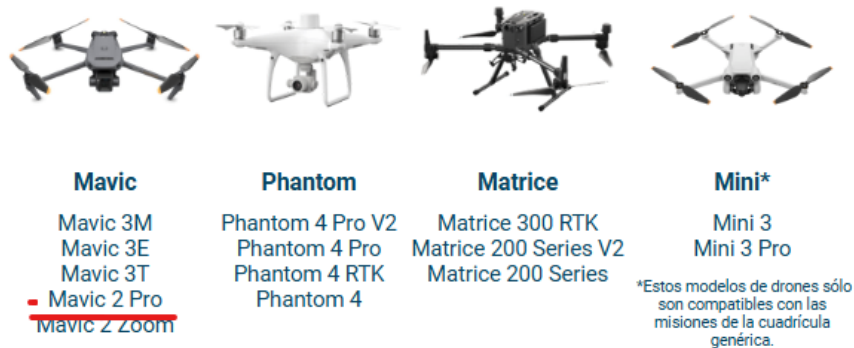 Mavic
Mavic 3M
Mavic 3E
Mavic 3T
Mavic 2 Pro
Mavic 2 Zoom
Phantom
Phantom 4 Pro V2
Phantom 4 Pro
Phantom 4 RTK
Phantom 4
Matrice
Matrice 300 RTK
Matrice 200 Series V2
Matrice 200 Series
Mini*
Mini 3
Mini 3 Pro
*Estos modelos de drones sólo
son compatibles con las
misiones de la cuadrícula
genérica.